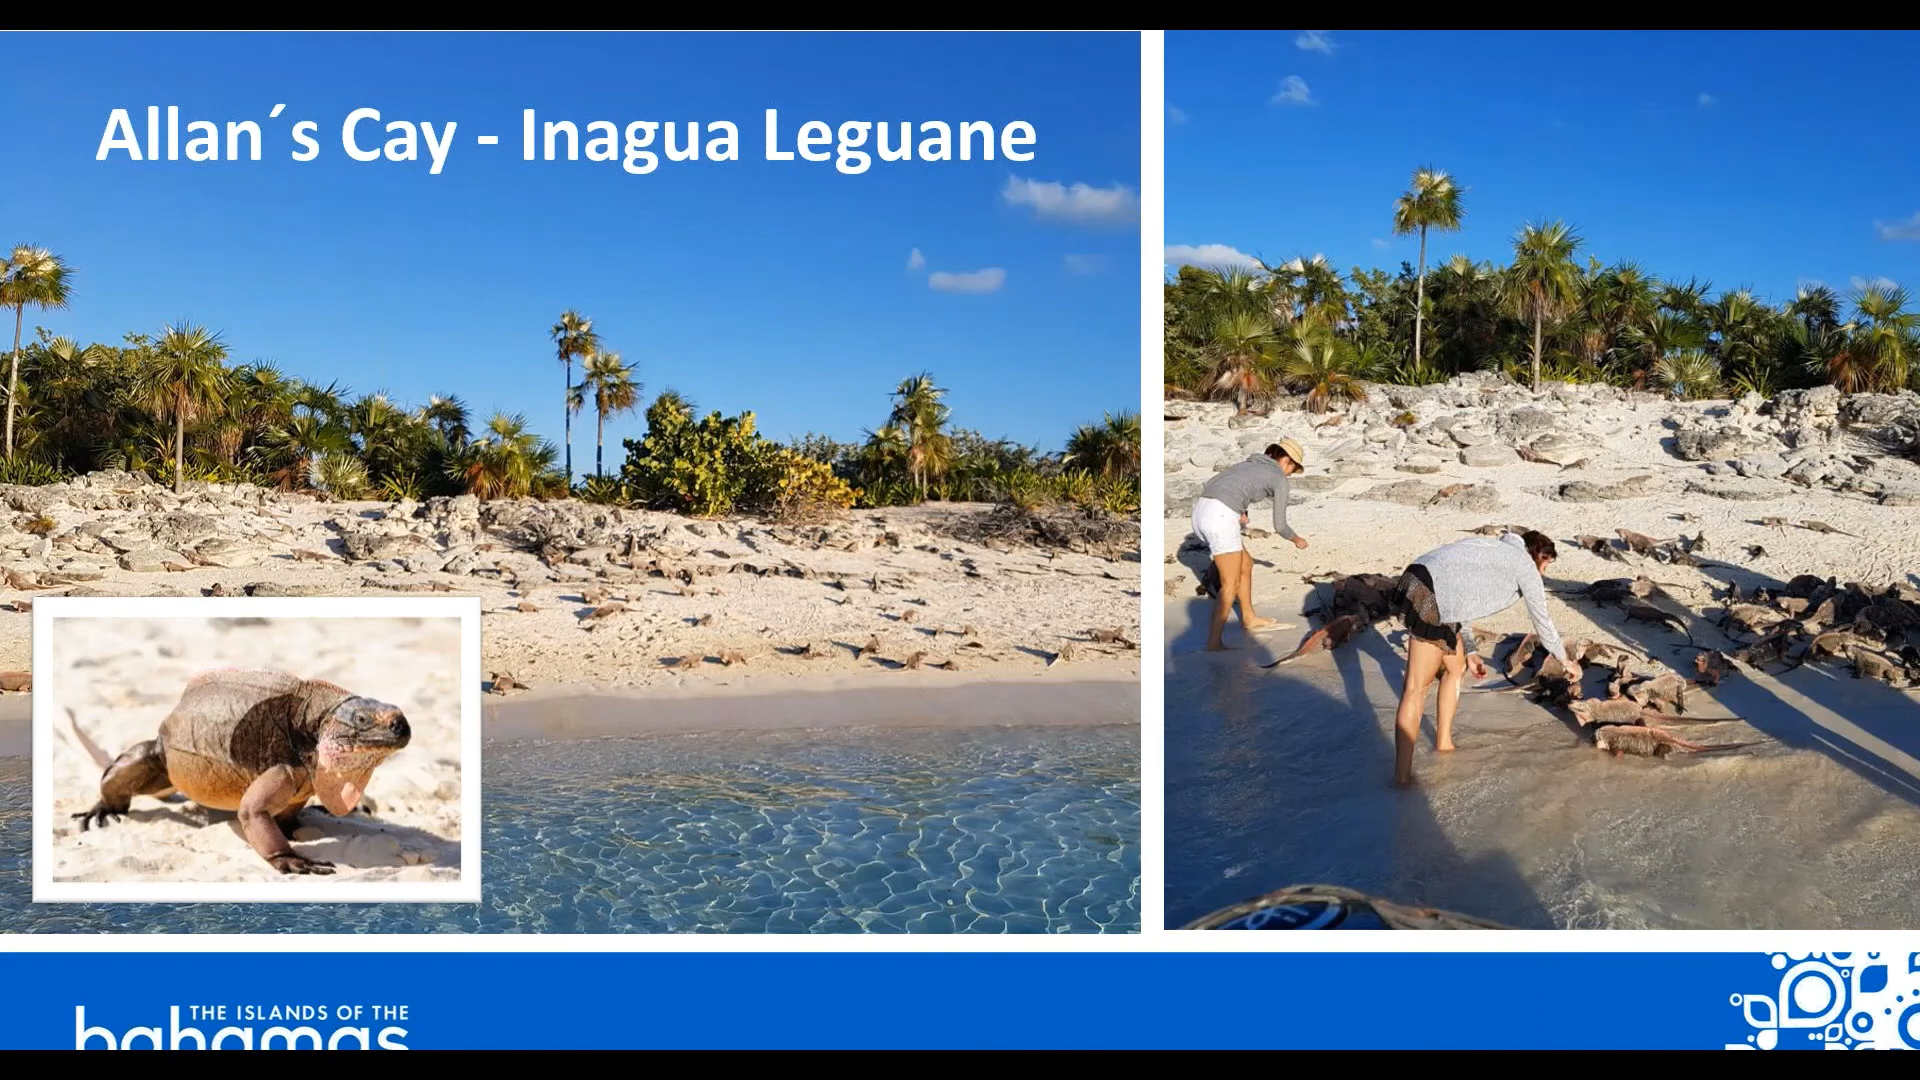 Allan´s Cay - Inagua Leguane
THE ISLANDS OF THE
bahamas